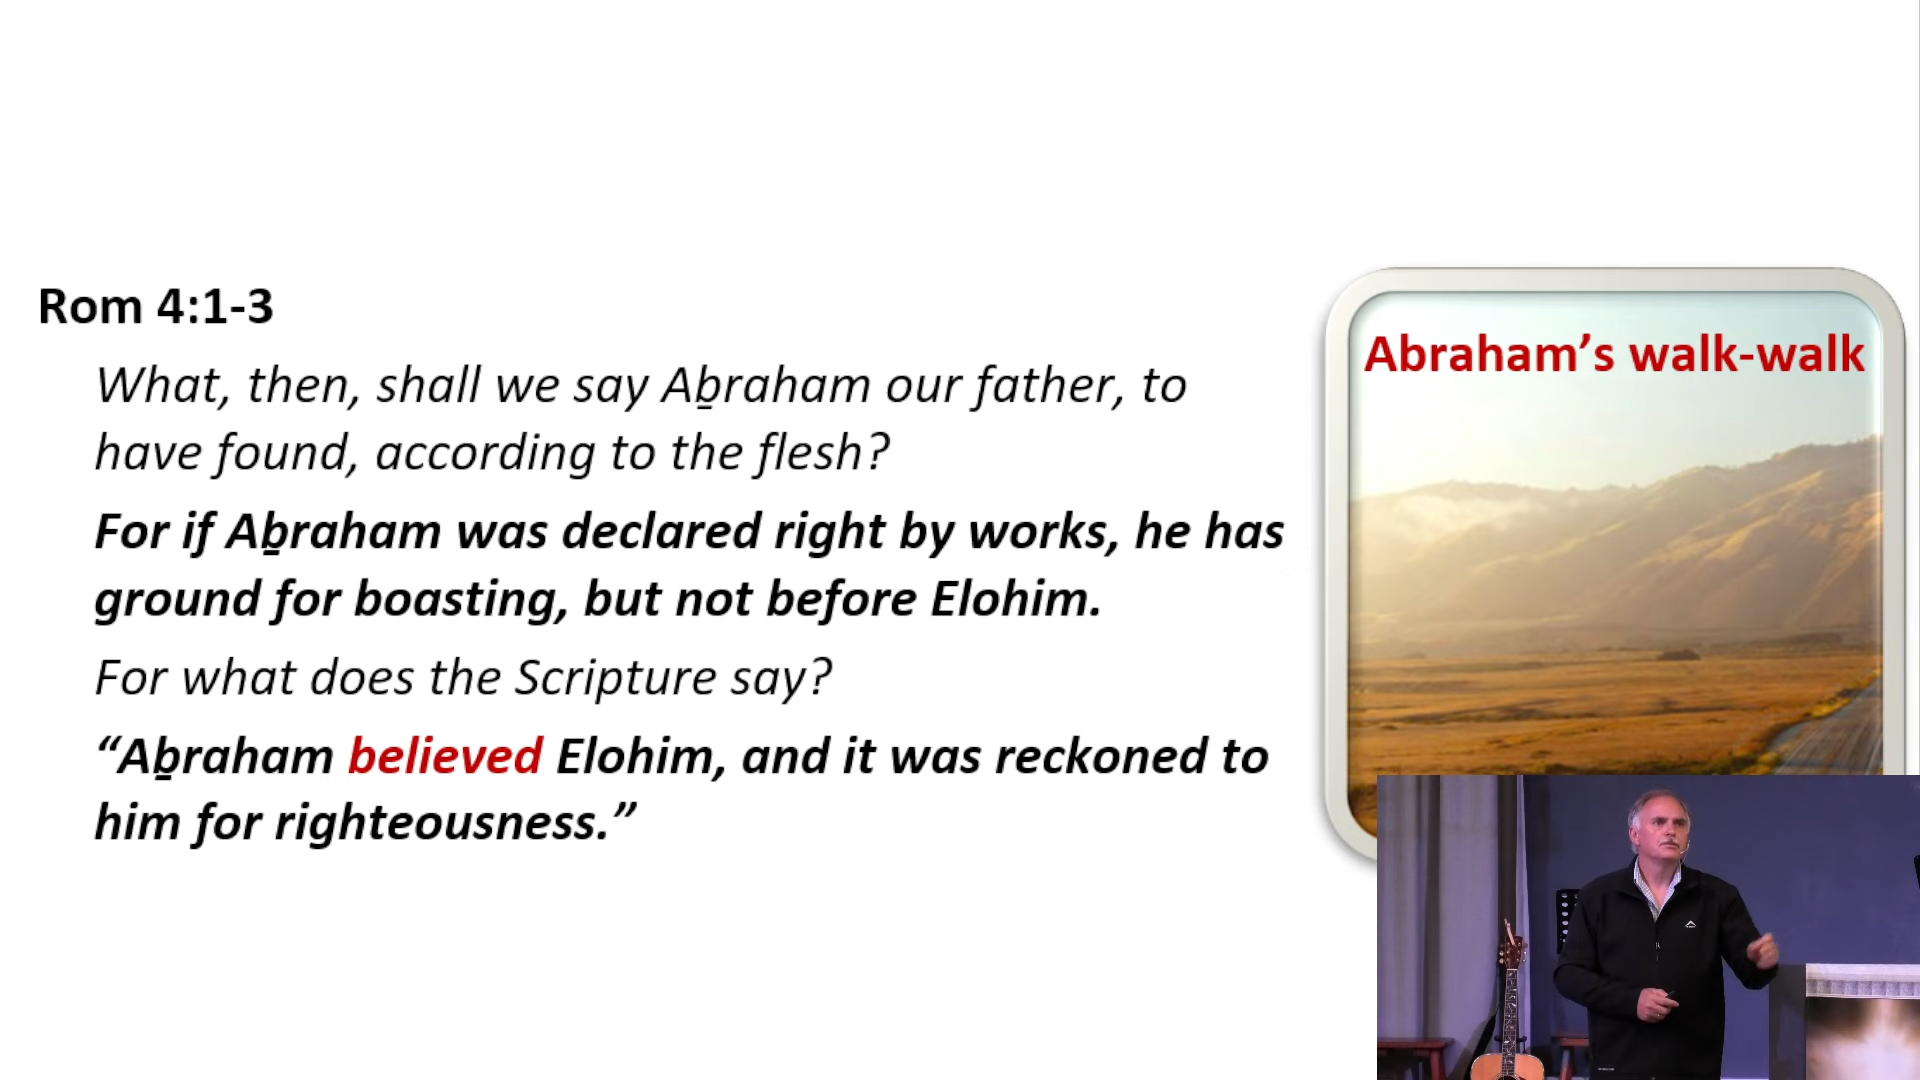 Rom 4:1-3
What, then, shall we say Aḇraham our father, to
have found, according to the flesh?
For if Aḇraham was declared right by works, he has
ground for boasting, but not before Elohim.
For what does the Scripture say?
“Aḇraham believed Elohim, and it was reckoned to
him for righteousness.”
Abraham’s walk-walk